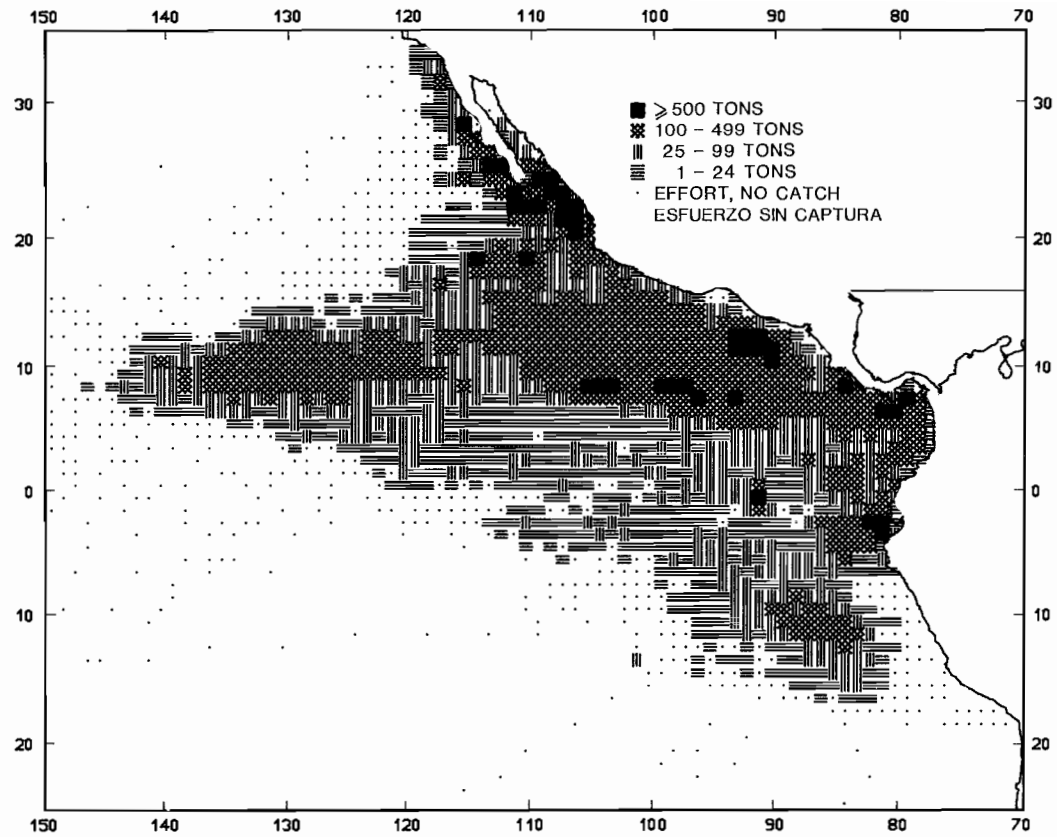 150 140 130 120 110 100 90 80 70
30 30
≥ 500 TONS
100 - 499 TONS
25 - 99 TONS
1 - 24 TONS
EFFORT, NO CATCH
ESFUERZO SIN CAPTURA
20 20
10 10
0 0
10 10
20 20
150 140 130 120 110 100 90 80 70